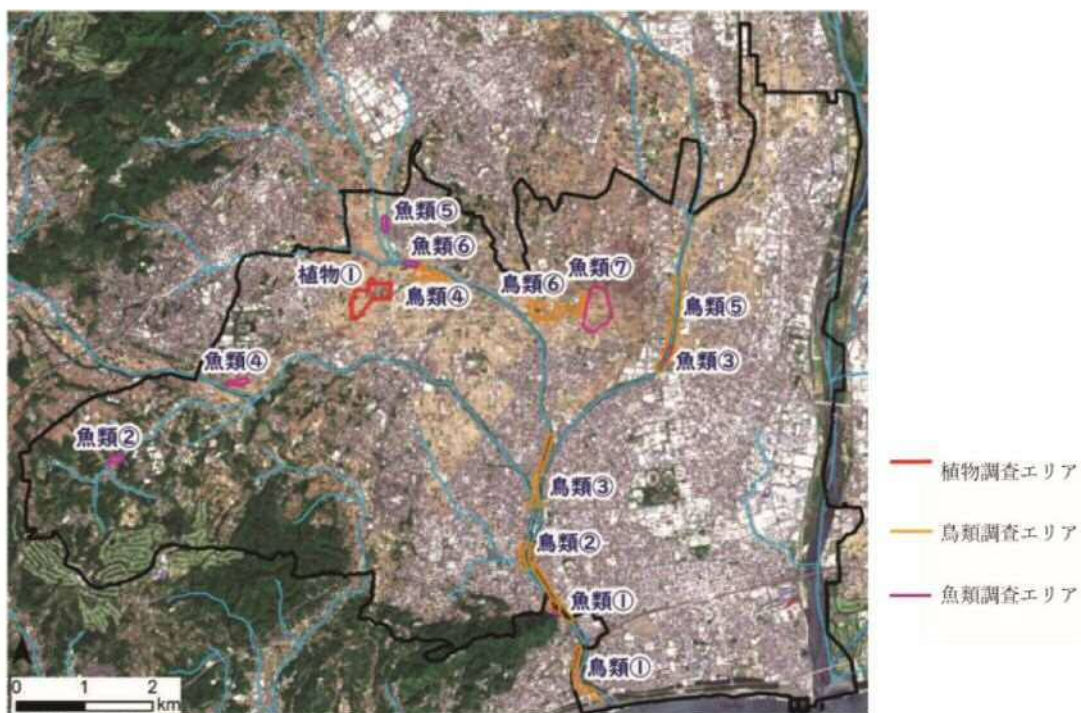 魚類⑤
魚類⑥
植物①
鳥類④
鳥類⑥
魚類⑦
鳥類⑤
魚類③
魚類④
魚類②
鳥類③
鳥類②
魚類①
鳥類①
植物調査エリア
鳥類調査エリア
魚類調査エリア
0 1 2
km